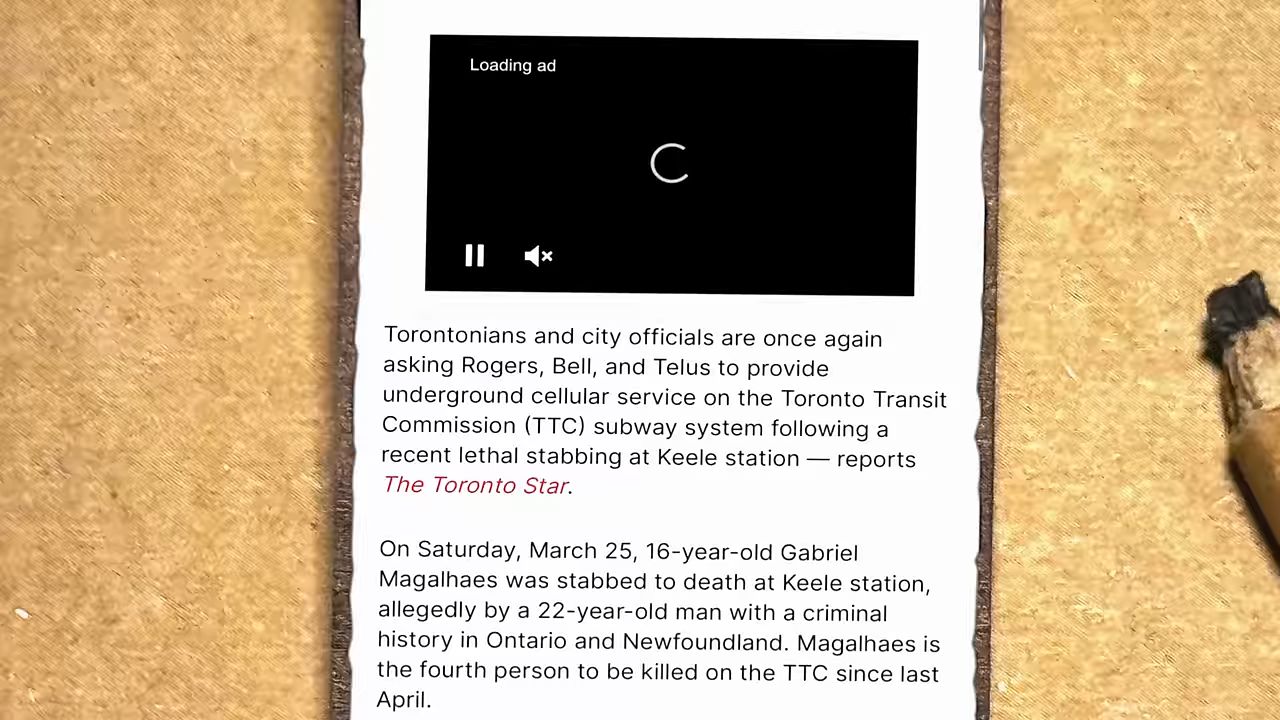 Loading ad
Torontonians and city officials are once again
asking Rogers, Bell, and Telus to provide
underground cellular service on the Toronto Transit
Commission (TTC) subway system following a
recent lethal stabbing at Keele station — reports
The Toronto Star.
On Saturday, March 25, 16-year-old Gabriel
Magalhaes was stabbed to death at Keele station,
allegedly by a 22-year-old man with a criminal
history in Ontario and Newfoundland. Magalhaes is
the fourth person to be killed on the TTC since last
April.